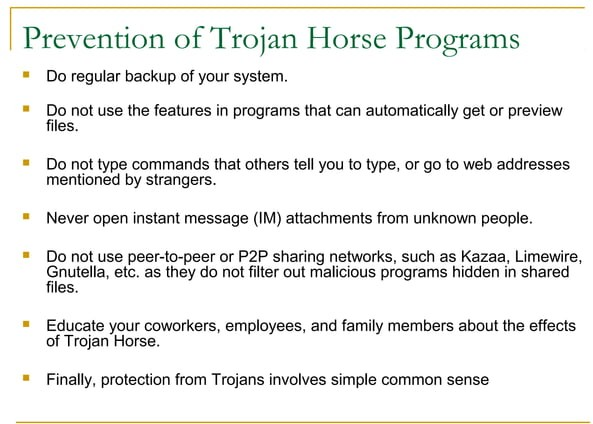 Prevention of Trojan Horse Programs
Do regular backup of your system.
Do not use the features in programs that can automatically get or preview
files.
Do not type commands that others tell you to type, or go to web addresses
mentioned by strangers.
Never open instant message (IM) attachments from unknown people.
Do not use peer-to-peer or P2P sharing networks, such as Kazaa, Limewire,
Gnutella, etc. as they do not filter out malicious programs hidden in shared
files.
Educate your coworkers, employees, and family members about the effects
of Trojan Horse.
Finally, protection from Trojans involves simple common sense